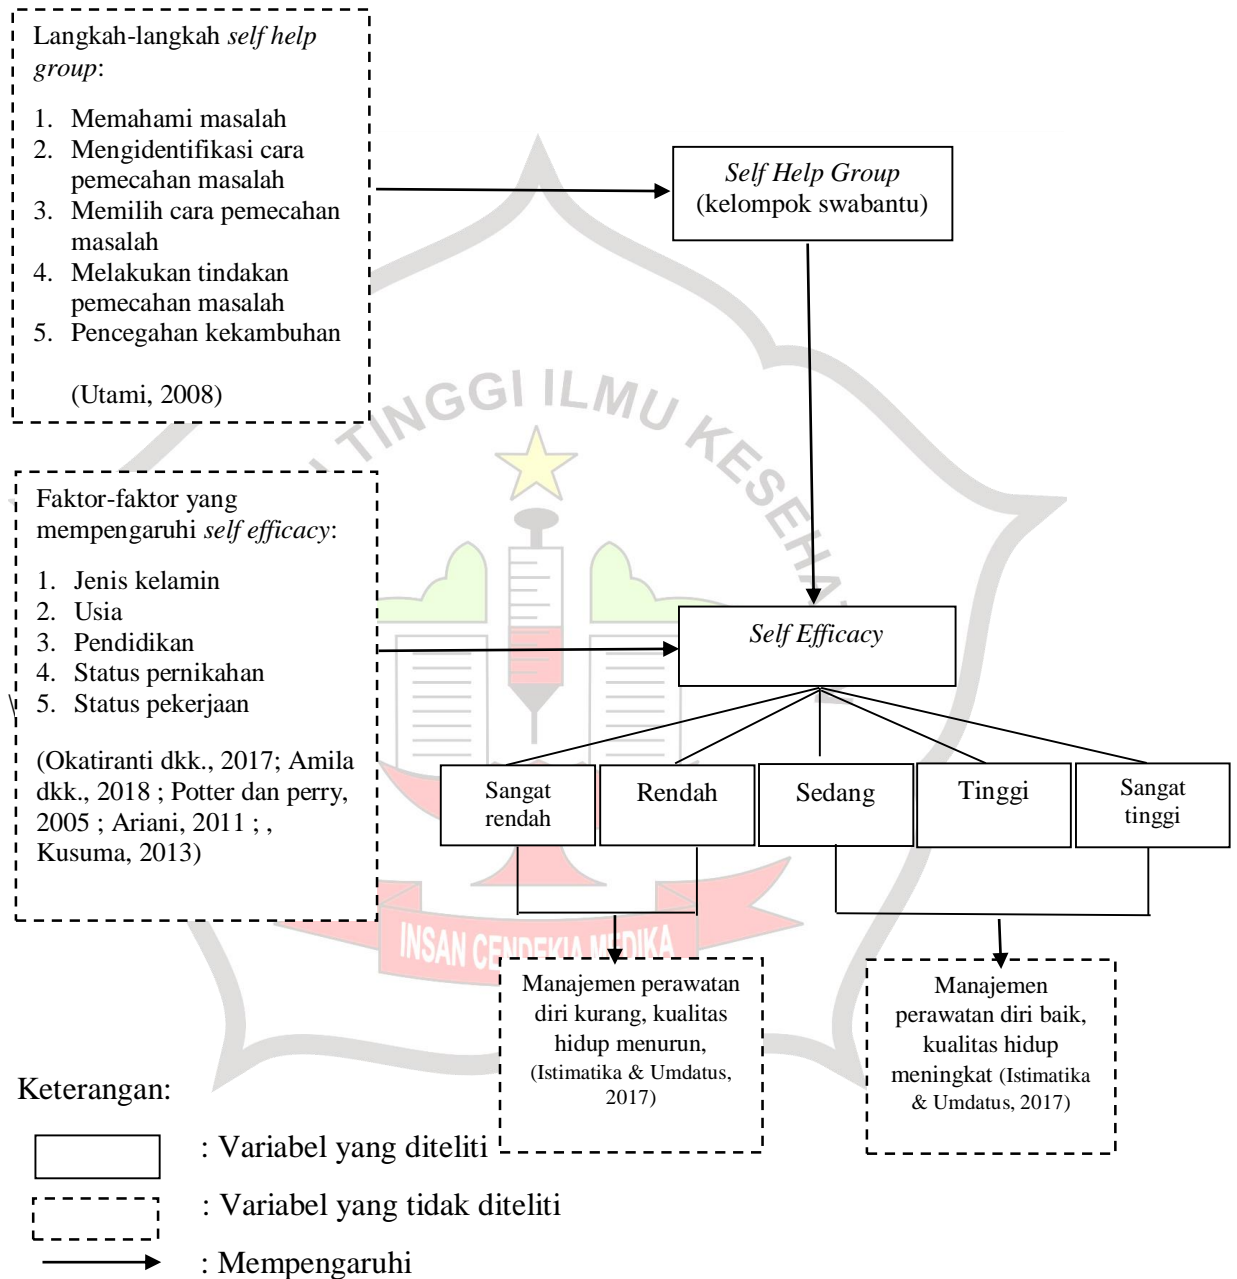 Langkah-langkah self help
group:
1. Memahami masalah
2. Mengidentifikasi cara
pemecahan masalah
3. Memilih cara pemecahan
masalah
4. Melakukan tindakan
pemecahan masalah
5. Pencegahan kekambuhan
(Utami, 2008)
Self Help Group
(kelompok swabantu)
TINGGI ILMU KESEHA
Faktor-faktor yang
mempengaruhi self efficacy:
1. Jenis kelamin
2. Usia
3. Pendidikan
4. Status pernikahan
5. Status pekerjaan
\
(Okatiranti dkk., 2017; Amila
dkk., 2018 ; Potter dan perry,
2005 ; Ariani, 2011 ; ,
Kusuma, 2013)
Self Efficacy
Sangat
rendah
Rendah
Sedang
Tinggi
Sangat
tinggi
INSAN CENDEKIA MEDIKA
Manajemen perawatan
diri kurang, kualitas
hidup menurun,
(Istimatika & Umdatus,
2017)
Manajemen
perawatan diri baik,
kualitas hidup
meningkat (Istimatika
& Umdatus, 2017)
Keterangan:
: Variabel yang diteliti
: Variabel yang tidak diteliti
: Mempengaruhi